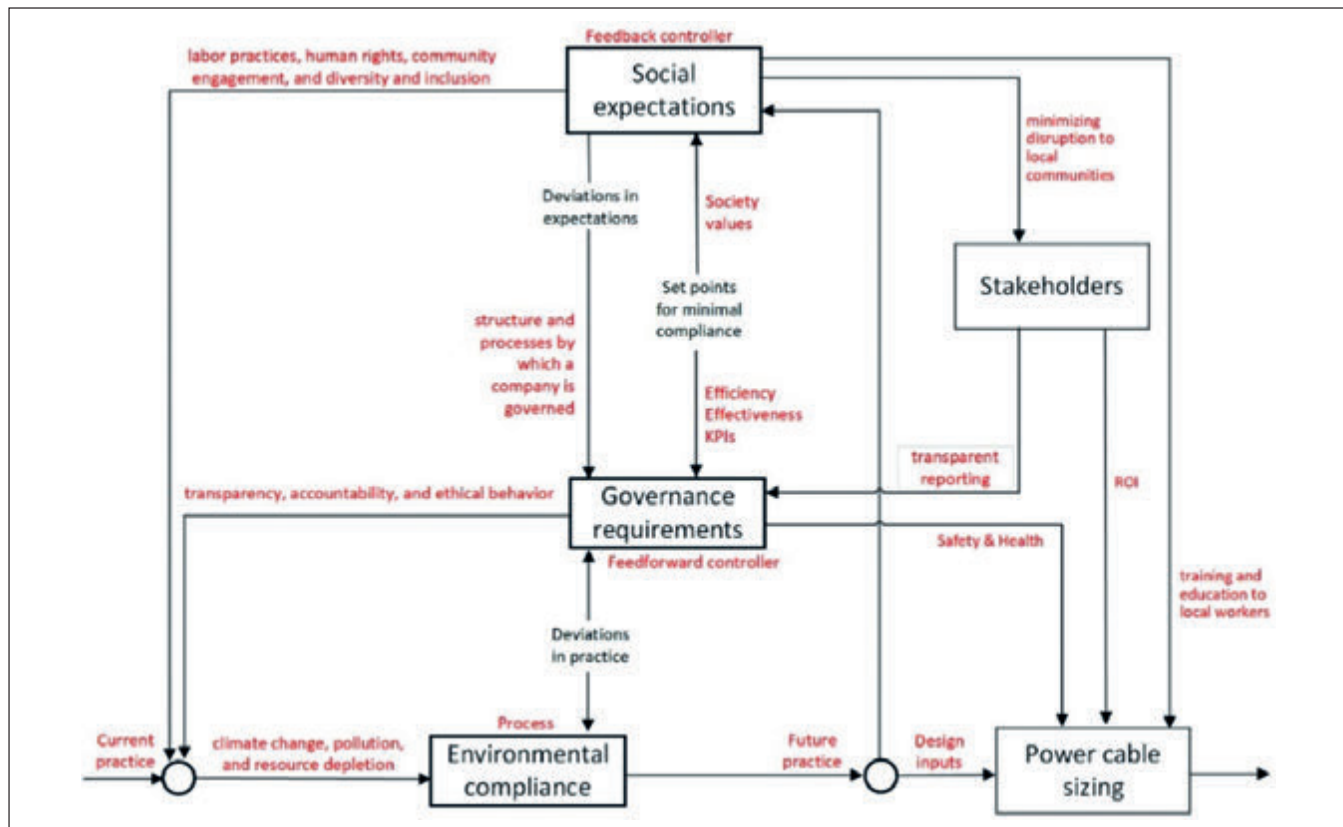 Feedback controller
labor practices, human rights, community
engagement, and diversity and inclusion
Social
expectations
minimizing
disruption to
local
communities
Deviations in
expectations
Society
values
Stakeholders
Set points
for minimal
compliance
structure and
processes by
which a
company is
governed
Efficiency
Effectiveness
KPIs
transparent
reporting
ROI
transparency, accountability, and ethical behavior
Governance
requirements
Safety & Health
Feedforward controller
training and
education to
local workers
Deviations
in practice
Process
Current
practice
climate change, pollution,
and resource depletion
Environmental
compliance
Future
practice
Design
inputs
Power cable
sizing